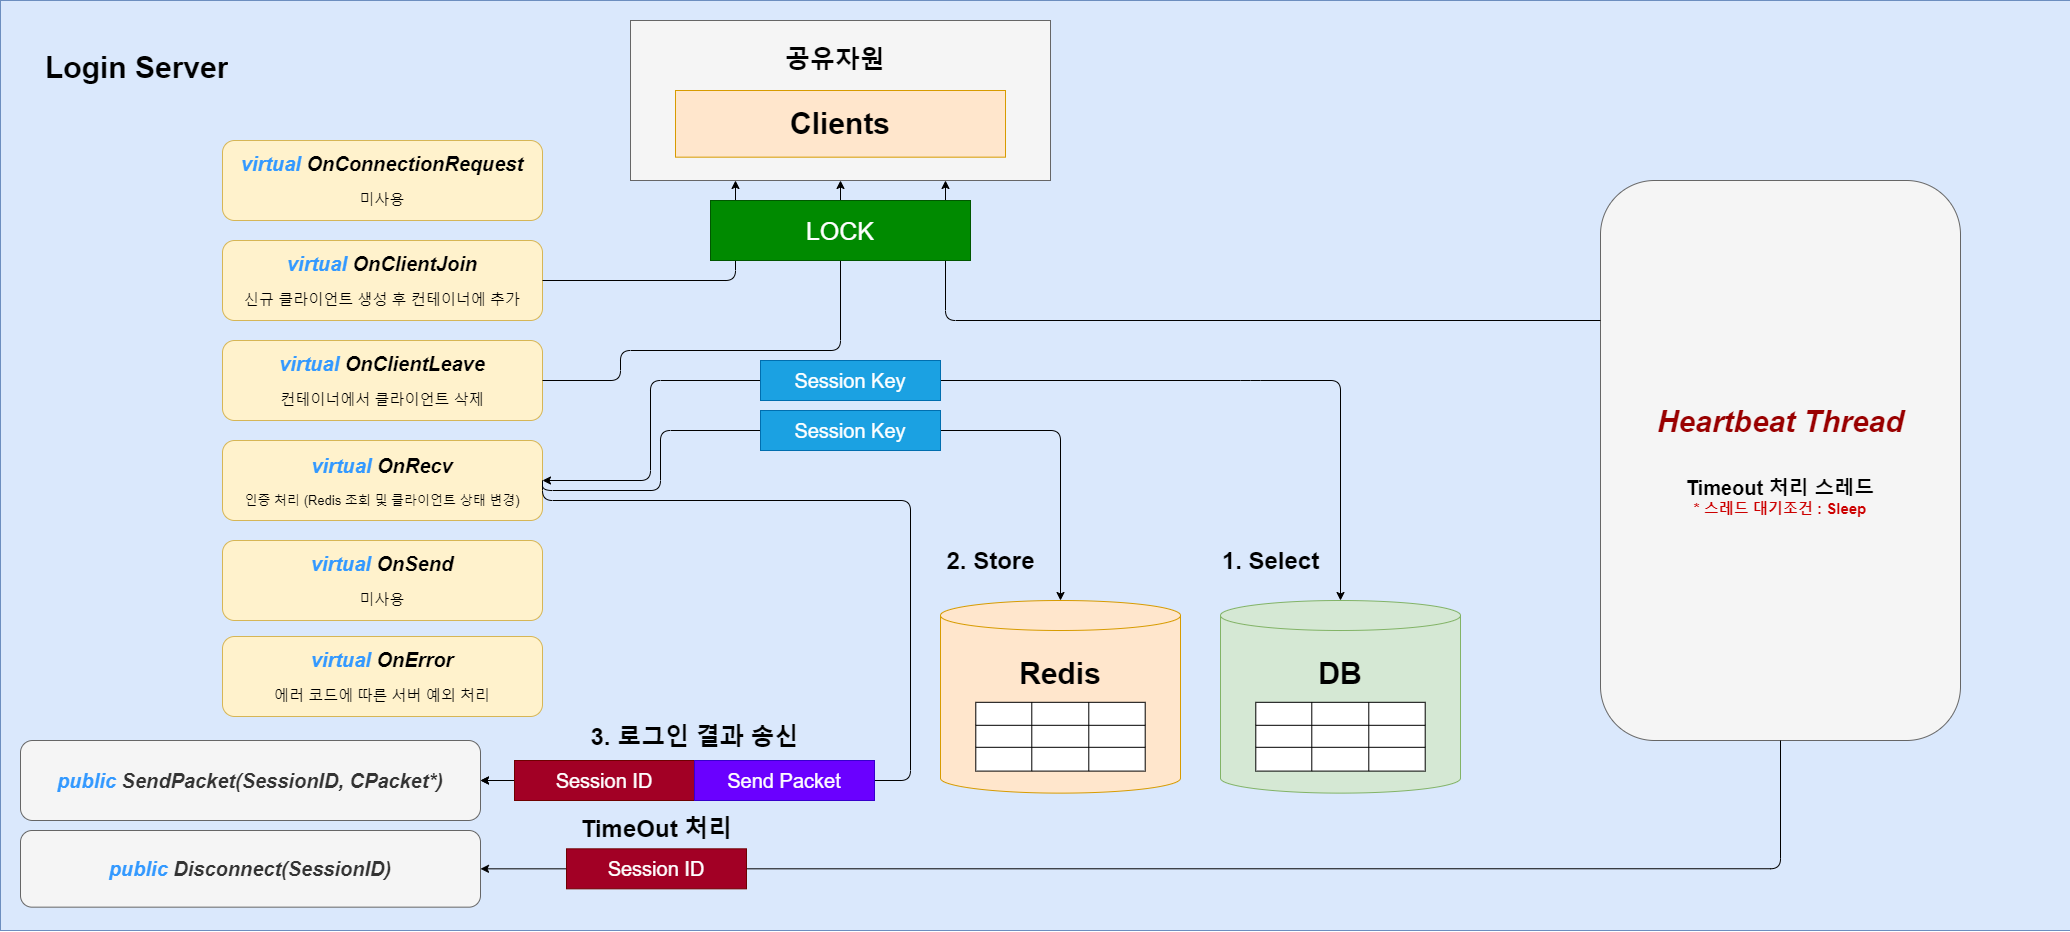 Login Server
공유자원
Clients
LOCK
virtual OnConnectionRequest
미사용
virtual OnClientJoin
신규 클라이언트 생성 후 컨테이너에 추가
virtual OnClientLeave
컨테이너에서 클라이언트 삭제
Session Key
Session Key
virtual OnRecv
인증 처리 (Redis 조회 및 클라이언트 상태 변경)
virtual OnSend
미사용
virtual OnError
에러 코드에 따른 서버 예외 처리
2. Store
1. Select
Redis
DB
Heartbeat Thread
Timeout 처리 스레드
* 스레드 대기조건 : Sleep
3. 로그인 결과 송신
public SendPacket(SessionID, CPacket*)
Session ID
Send Packet
TimeOut 처리
public Disconnect(SessionID)
Session ID